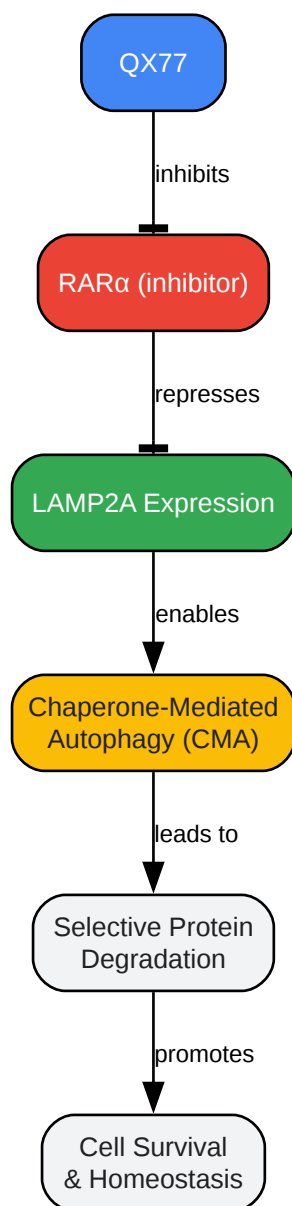 QX77
inhibits
RARα (inhibitor)
represses
LAMP2A Expression
enables
Chaperone-Mediated
Autophagy (CMA)
leads to
Selective Protein
Degradation
promotes
Cell Survival
& Homeostasis